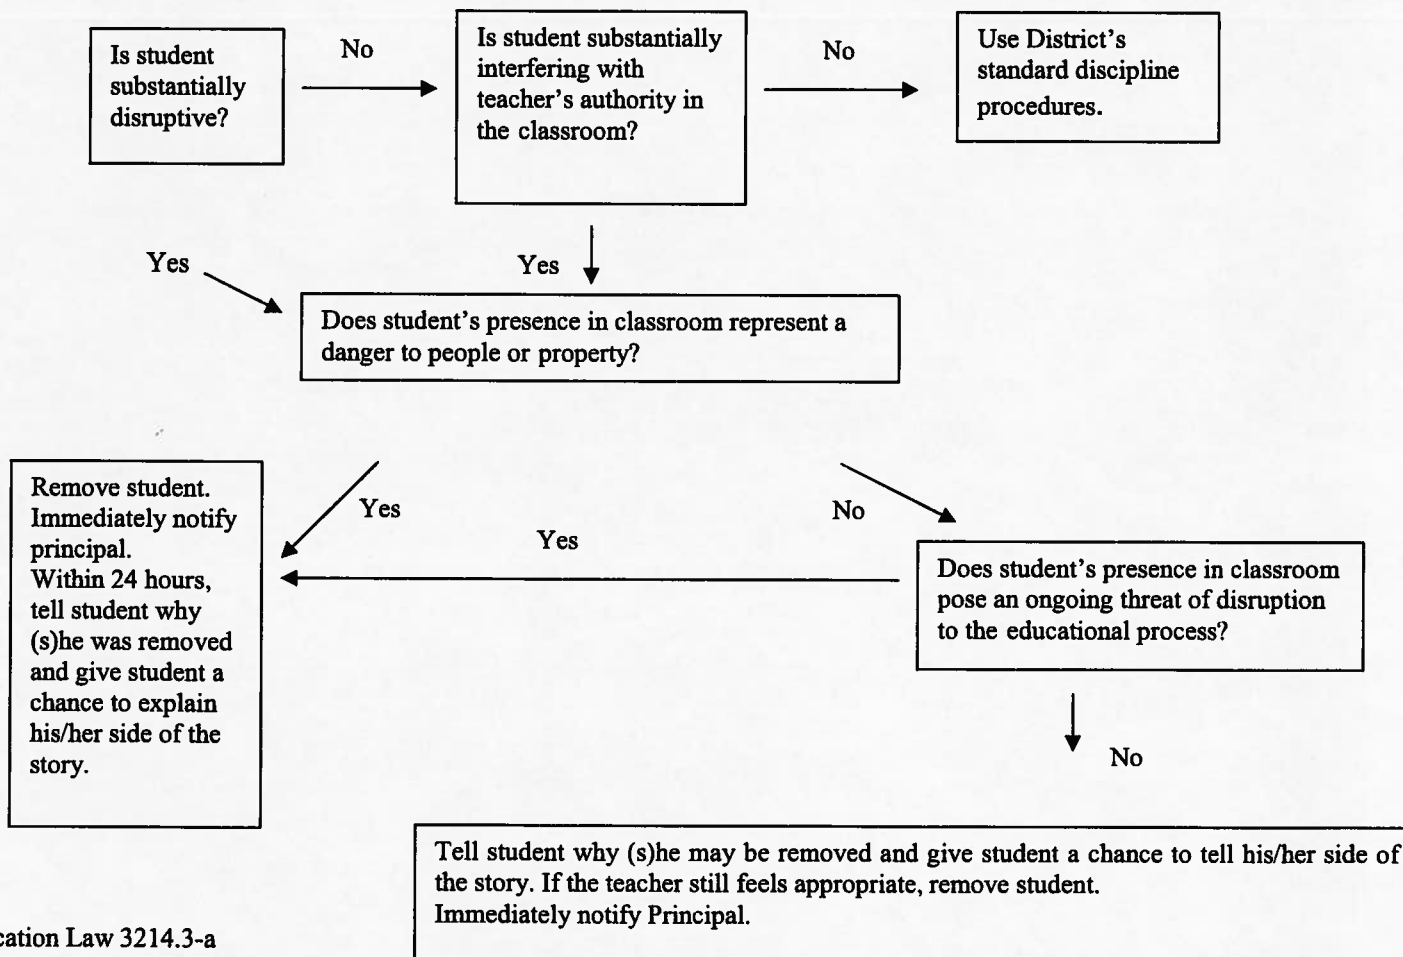 Is student
substantially
disruptive?
No
Is student substantially
interfering with
teacher's authority in
the classroom?
No
Use District's
standard discipline
procedures.
Yes
Yes
Does student's presence in classroom represent a
danger to people or property?
Remove student.
Immediately notify
principal.
Within 24 hours,
tell student why
(s)he was removed
and give student a
chance to explain
his/her side of the
story.
Yes
No
Yes
Does student's presence in classroom
pose an ongoing threat of disruption
to the educational process?
No
Tell student why (s)he may be removed and give student a chance to tell his/her side of
the story. If the teacher still feels appropriate, remove student.
Immediately notify Principal.
cation Law 3214.3-a